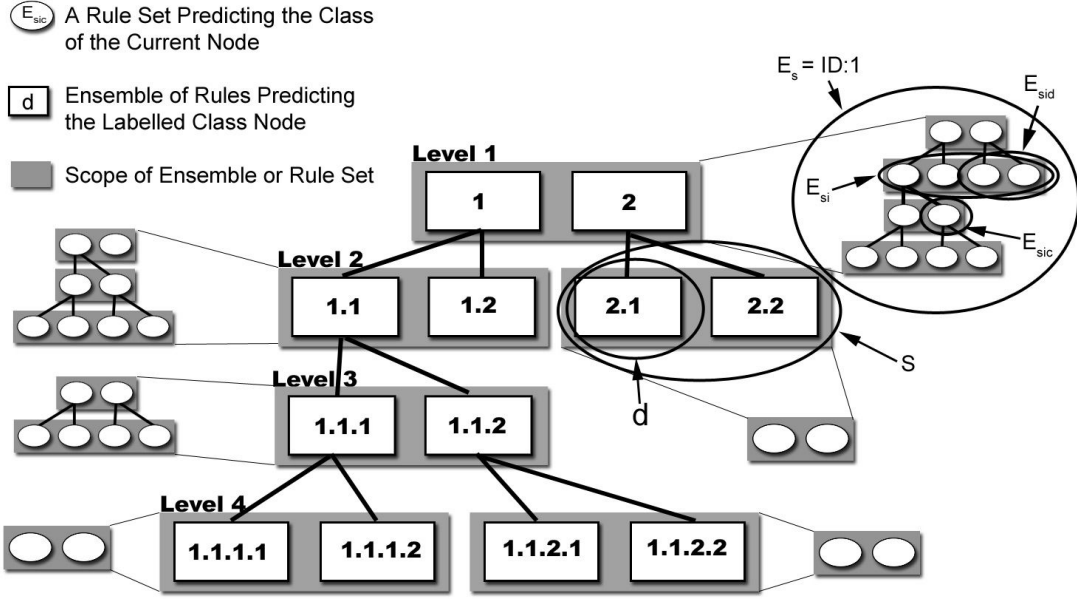 E_sic A Rule Set Predicting the Class
of the Current Node
d Ensemble of Rules Predicting
the Labelled Class Node
Scope of Ensemble or Rule Set
E_s = ID:1
E_sid
E_si
E_sic
Level 1
1 2
Level 2
1.1 1.2 2.1 2.2
S
d
Level 3
1.1.1 1.1.2
Level 4
1.1.1.1 1.1.1.2 1.1.2.1 1.1.2.2